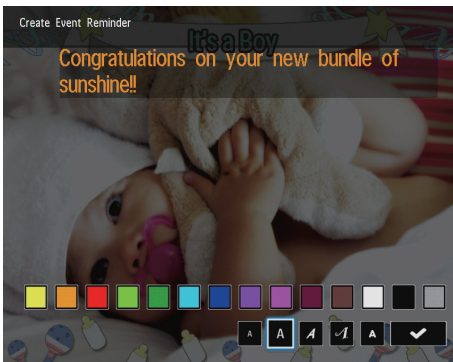 Create Event Reminder
It's a Boy
Congratulations on your new bundle of
sunshine!!
A A A A A